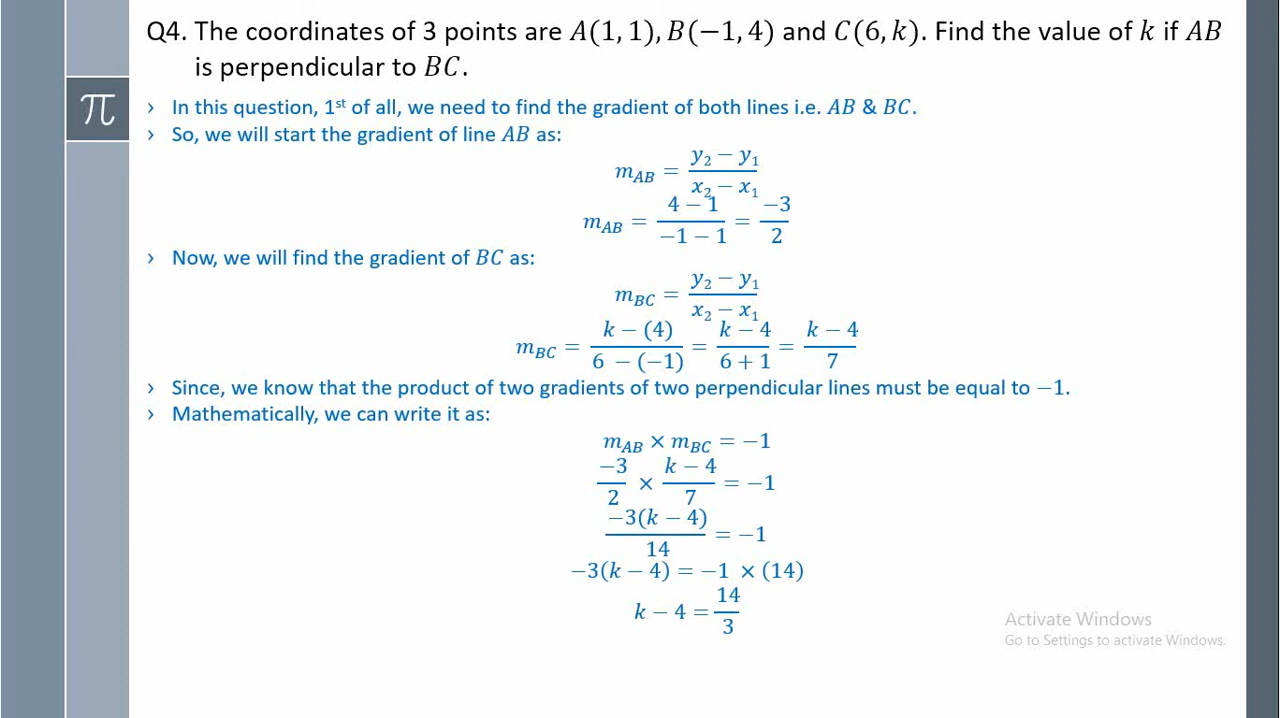 Q4. The coordinates of 3 points are A(1, 1), B(−1, 4) and C(6, k). Find the value of k if AB
is perpendicular to BC.
π
› In this question, 1st of all, we need to find the gradient of both lines i.e. AB & BC.
› So, we will start the gradient of line AB as:
m_AB = (y₂ − y₁)/(x₂ − x₁)
m_AB = (4 − 1)/(−1 − 1) = −3/2
› Now, we will find the gradient of BC as:
m_BC = (y₂ − y₁)/(x₂ − x₁)
m_BC = (k − (4))/(6 − (−1)) = (k − 4)/(6 + 1) = (k − 4)/7
› Since, we know that the product of two gradients of two perpendicular lines must be equal to −1.
› Mathematically, we can write it as:
m_AB × m_BC = −1
−3/2 × (k − 4)/7 = −1
−3(k − 4)/14 = −1
−3(k − 4) = −1 × (14)
k − 4 = 14/3
Activate Windows
Go to Settings to activate Windows.